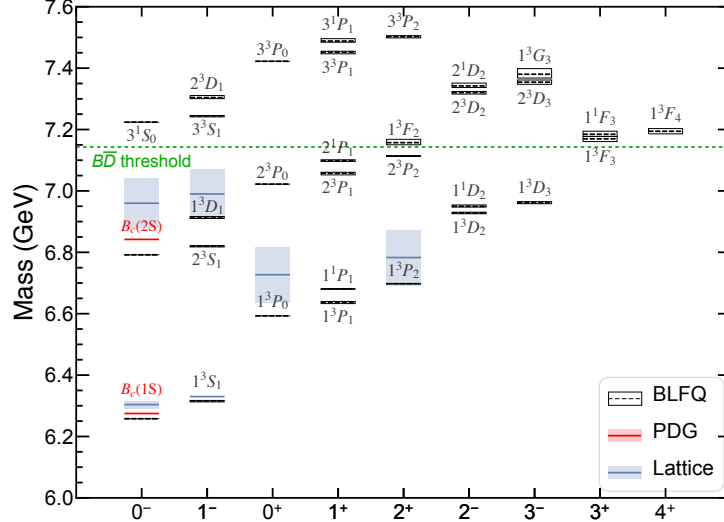 7.6
7.4
7.2
7.0
6.8
6.6
6.4
6.2
6.0
Mass (GeV)
3³P₀
3¹P₁
3³P₁
3³P₂
2³D₁
3³S₁
3¹S₀
2¹D₂
2³D₂
1³G₃
2³D₃
1³F₂
1¹F₃
1³F₃
1³F₄
BD̅ threshold
2³P₀
2¹P₁
2³P₁
2³P₂
1³D₁
1¹D₂
1³D₂
1³D₃
B_c(2S)
2³S₁
1³P₀
1¹P₁
1³P₁
1³P₂
B_c(1S)
1³S₁
BLFQ
PDG
Lattice
0⁻ 1⁻ 0⁺ 1⁺ 2⁺ 2⁻ 3⁻ 3⁺ 4⁺